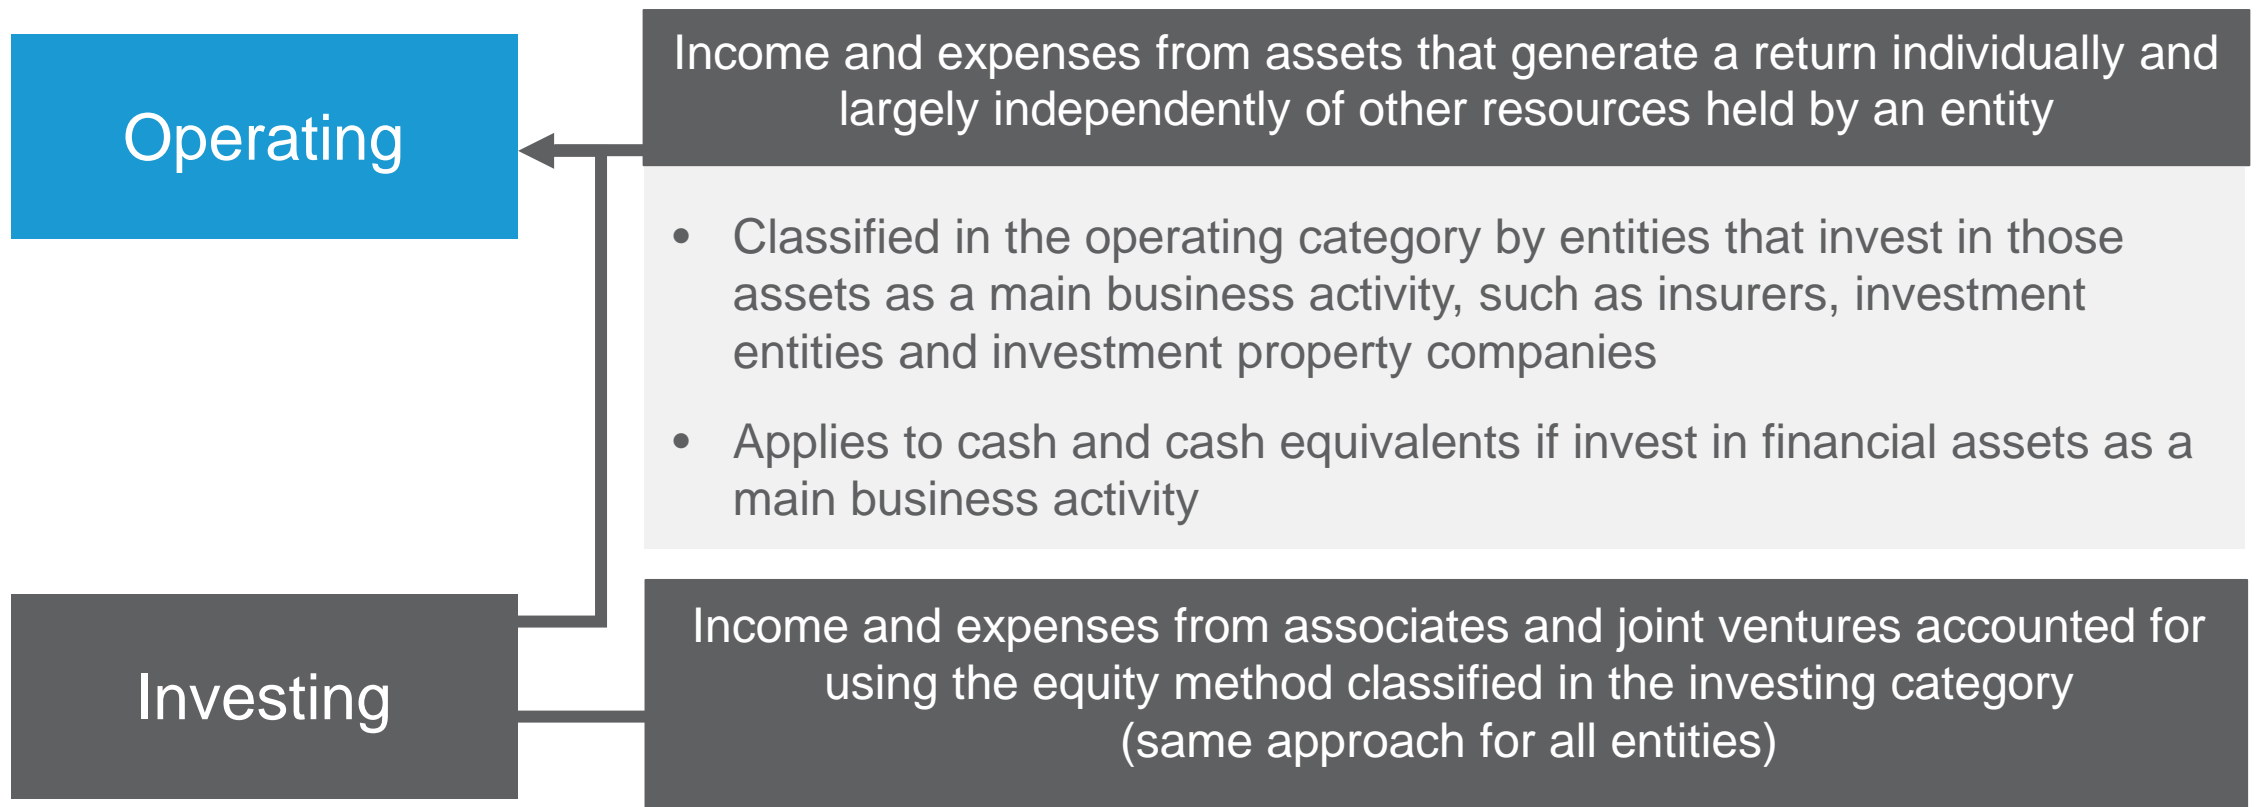 Operating
Income and expenses from assets that generate a return individually and
largely independently of other resources held by an entity
• Classified in the operating category by entities that invest in those
assets as a main business activity, such as insurers, investment
entities and investment property companies
• Applies to cash and cash equivalents if invest in financial assets as a
main business activity
Investing
Income and expenses from associates and joint ventures accounted for
using the equity method classified in the investing category
(same approach for all entities)